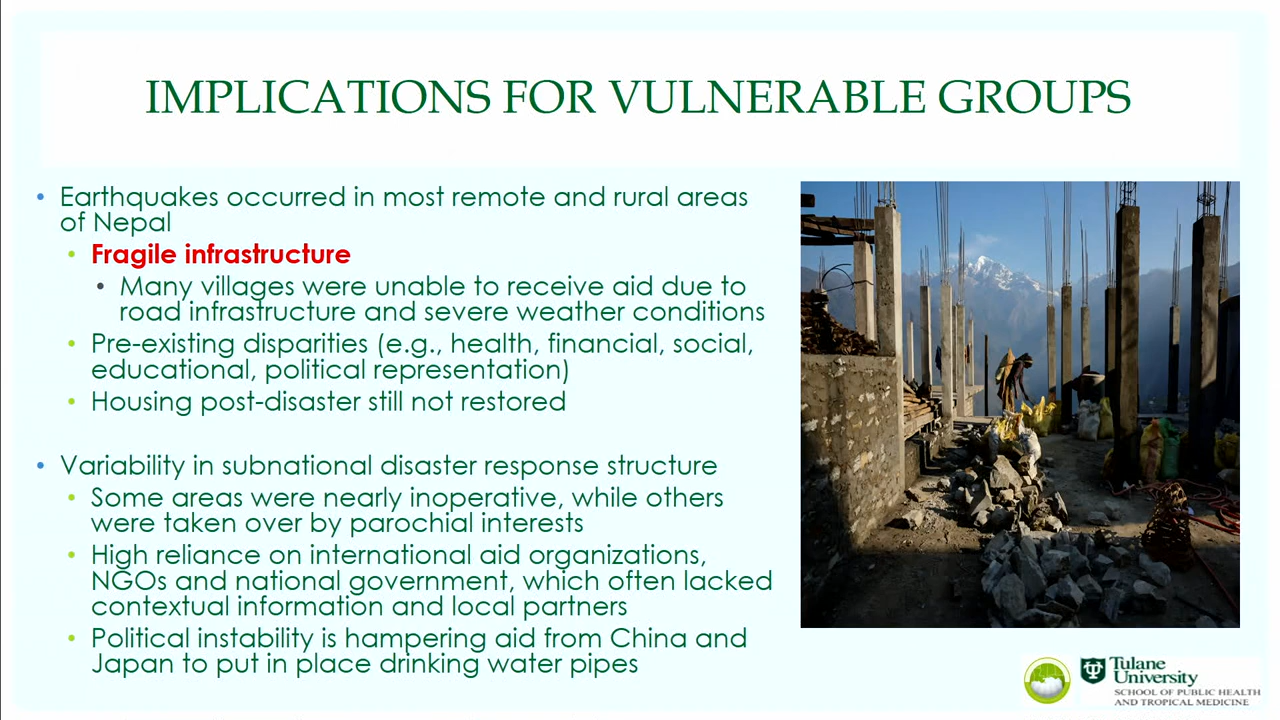 IMPLICATIONS FOR VULNERABLE GROUPS
• Earthquakes occurred in most remote and rural areas
of Nepal
• Fragile infrastructure
• Many villages were unable to receive aid due to
road infrastructure and severe weather conditions
• Pre-existing disparities (e.g., health, financial, social,
educational, political representation)
• Housing post-disaster still not restored
• Variability in subnational disaster response structure
• Some areas were nearly inoperative, while others
were taken over by parochial interests
• High reliance on international aid organizations,
NGOs and national government, which often lacked
contextual information and local partners
• Political instability is hampering aid from China and
Japan to put in place drinking water pipes
Tulane
University
SCHOOL OF PUBLIC HEALTH
AND TROPICAL MEDICINE